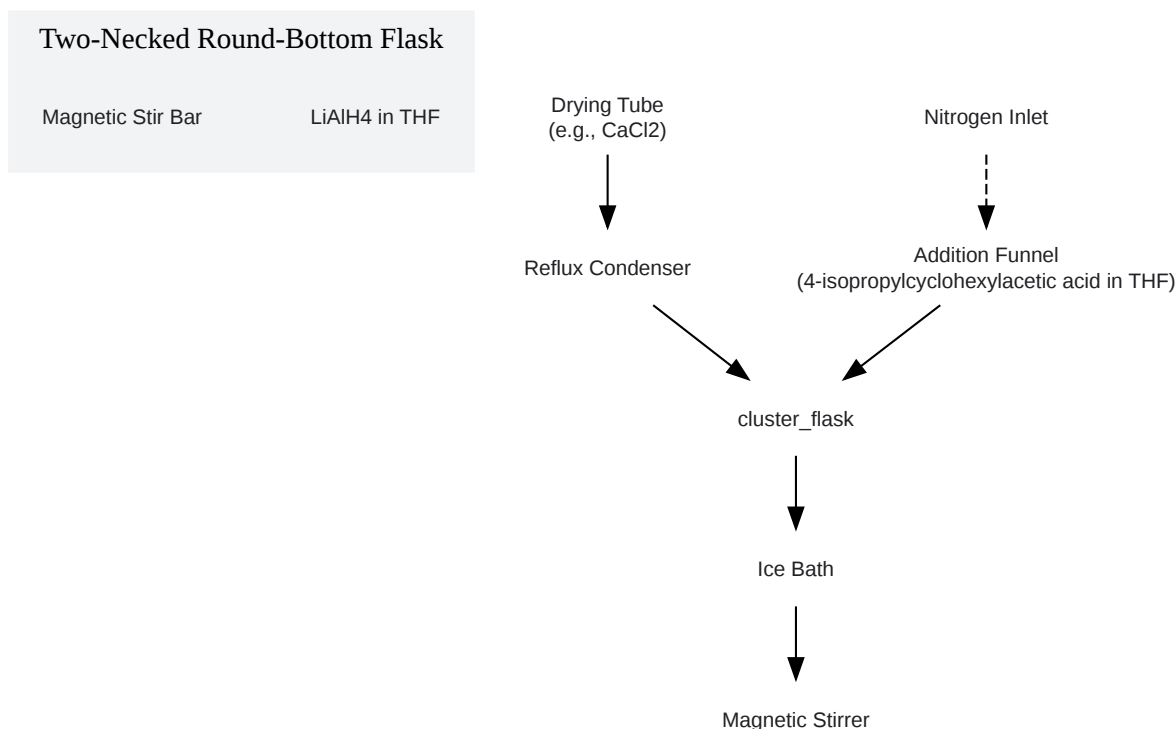 Two-Necked Round-Bottom Flask
Magnetic Stir Bar
LiAlH4 in THF
Drying Tube
(e.g., CaCl2)
Nitrogen Inlet
Reflux Condenser
Addition Funnel
(4-isopropylcyclohexylacetic acid in THF)
cluster_flask
Ice Bath
Magnetic Stirrer